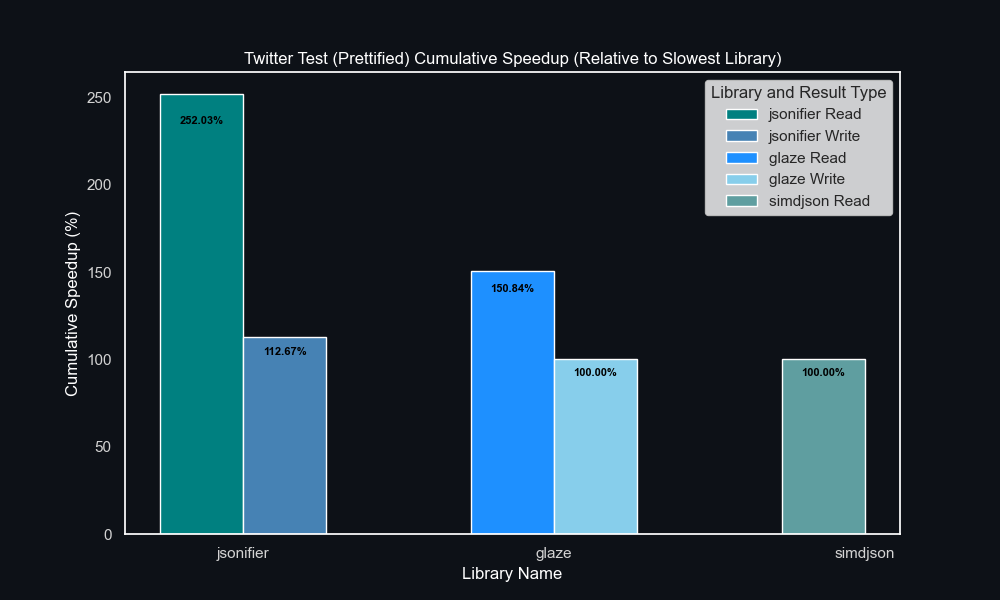 Twitter Test (Prettified) Cumulative Speedup (Relative to Slowest Library)
Library and Result Type
jsonifier Read
jsonifier Write
glaze Read
glaze Write
simdjson Read
Cumulative Speedup (%)
250
200
150
100
50
0
252.03%
112.67%
150.84%
100.00%
100.00%
jsonifier
glaze
simdjson
Library Name